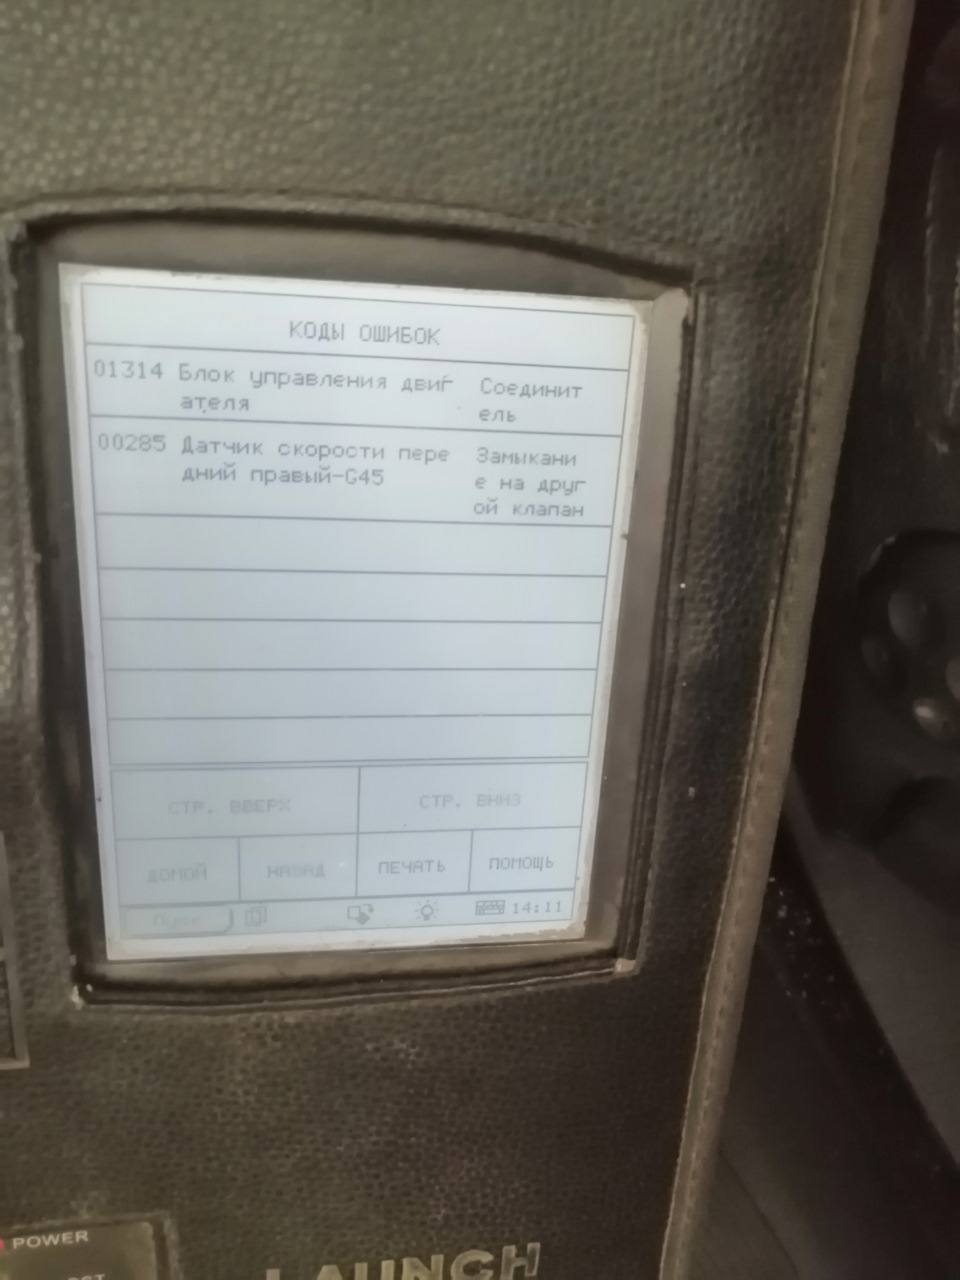 КОДЫ ОШИБОК
01314 Блок управления двиг Соединит
ателя ель
00285 Датчик скорости пере Замыкани
дний правый-G45 е на друг
ой клапан
СТР. ВВЕРХ СТР. ВНИЗ
ДОМОЙ НАЗАД ПЕЧАТЬ ПОМОЩЬ
Пуск 14:11
POWER
LAUNCH